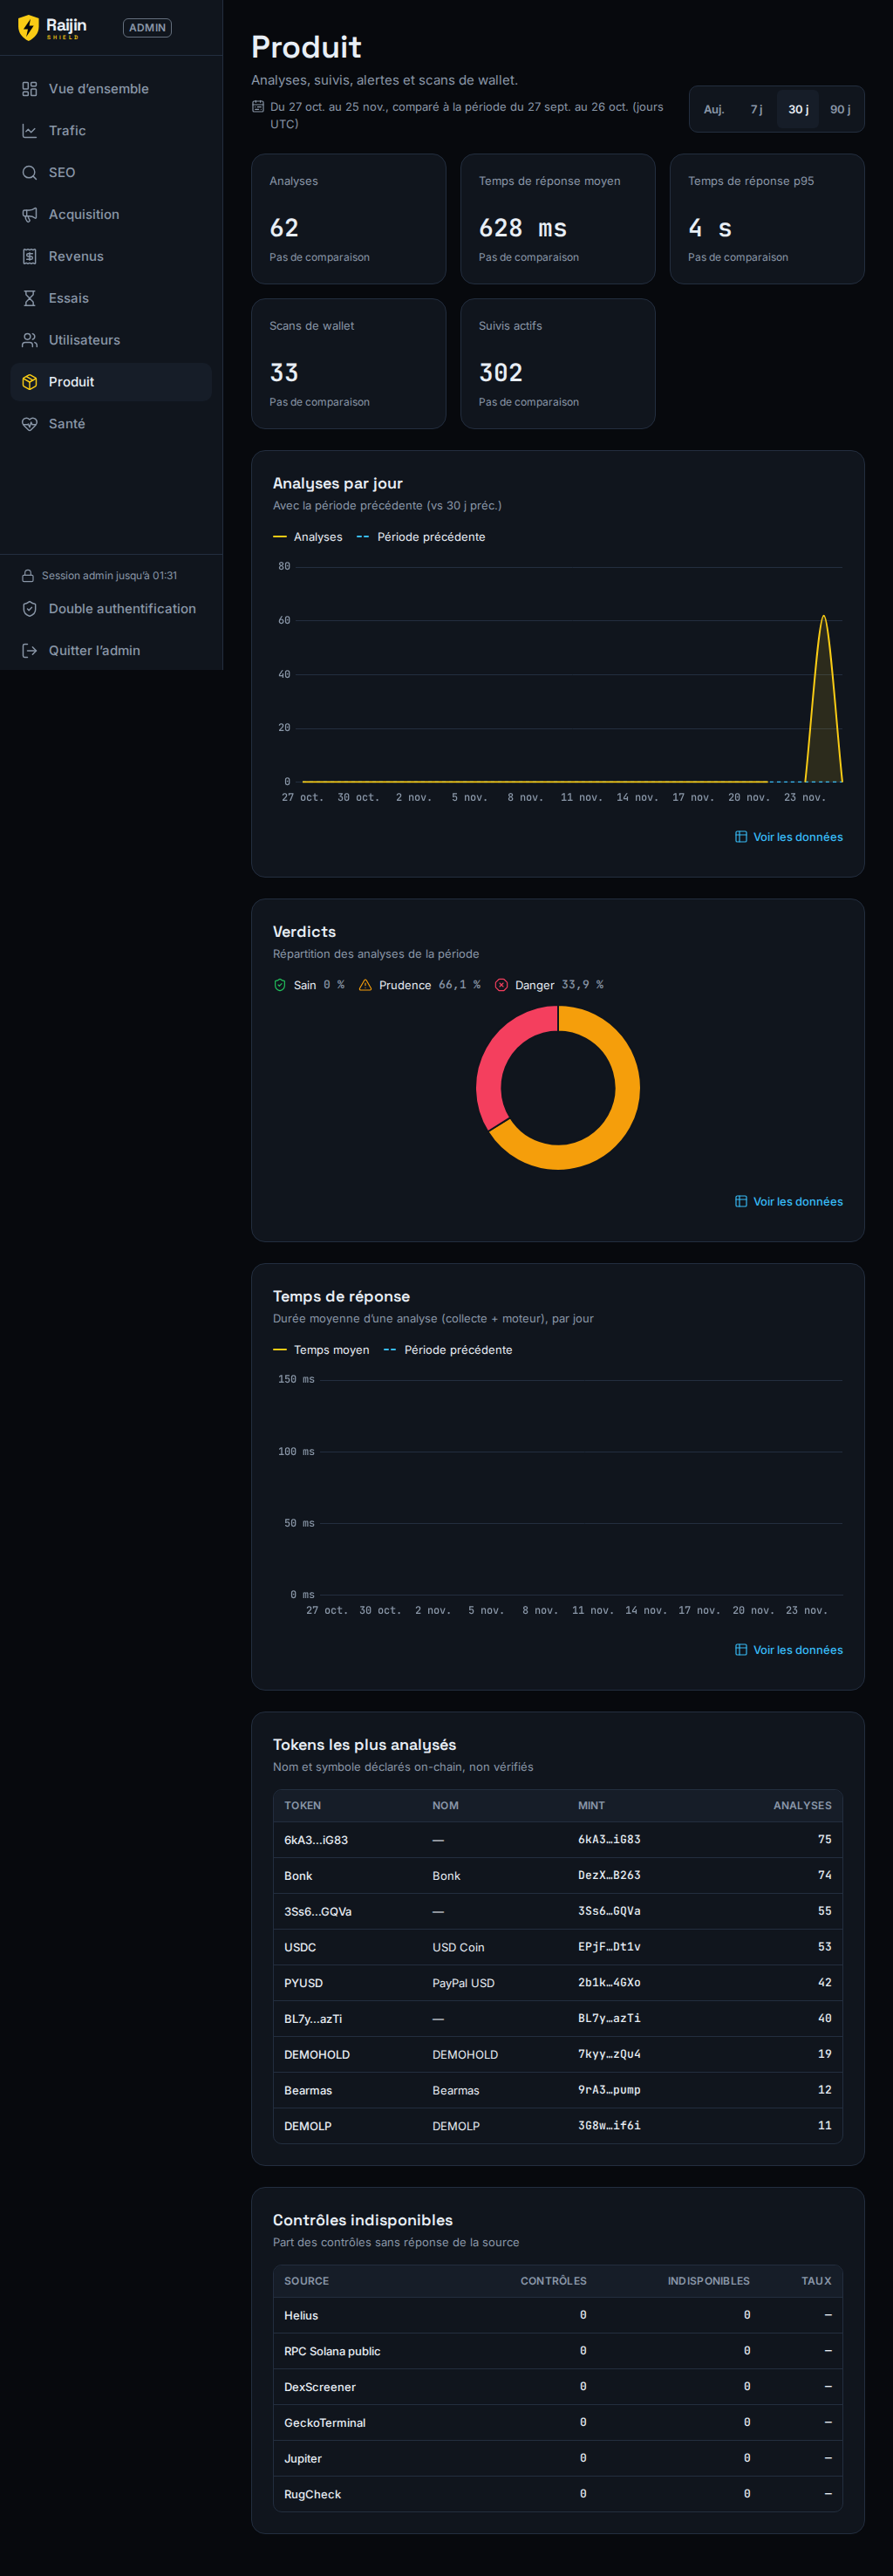 Raijin
SHIELD
ADMIN
Vue d’ensemble
Trafic
SEO
Acquisition
Revenus
Essais
Utilisateurs
Produit
Santé
Session admin jusqu’à 01:31
Double authentification
Quitter l’admin
Produit
Analyses, suivis, alertes et scans de wallet.
Du 27 oct. au 25 nov., comparé à la période du 27 sept. au 26 oct. (jours
UTC)
Auj. 7 j 30 j 90 j
Analyses
62
Pas de comparaison
Temps de réponse moyen
628 ms
Pas de comparaison
Temps de réponse p95
4 s
Pas de comparaison
Scans de wallet
33
Pas de comparaison
Suivis actifs
302
Pas de comparaison
Analyses par jour
Avec la période précédente (vs 30 j préc.)
Analyses Période précédente
80
60
40
20
0
27 oct. 30 oct. 2 nov. 5 nov. 8 nov. 11 nov. 14 nov. 17 nov. 20 nov. 23 nov.
Voir les données
Verdicts
Répartition des analyses de la période
Sain 0 % Prudence 66,1 % Danger 33,9 %
Voir les données
Temps de réponse
Durée moyenne d’une analyse (collecte + moteur), par jour
Temps moyen Période précédente
150 ms
100 ms
50 ms
0 ms
27 oct. 30 oct. 2 nov. 5 nov. 8 nov. 11 nov. 14 nov. 17 nov. 20 nov. 23 nov.
Voir les données
Tokens les plus analysés
Nom et symbole déclarés on-chain, non vérifiés
TOKEN NOM MINT ANALYSES
6kA3…iG83 — 6kA3…iG83 75
Bonk Bonk DezX…B263 74
3Ss6…GQVa — 3Ss6…GQVa 55
USDC USD Coin EPjF…Dt1v 53
PYUSD PayPal USD 2b1k…4GXo 42
BL7y…azTi — BL7y…azTi 40
DEMOHOLD DEMOHOLD 7kyy…zQu4 19
Bearmas Bearmas 9rA3…pump 12
DEMOLP DEMOLP 3G8w…if6i 11
Contrôles indisponibles
Part des contrôles sans réponse de la source
SOURCE CONTRÔLES INDISPONIBLES TAUX
Helius 0 0 —
RPC Solana public 0 0 —
DexScreener 0 0 —
GeckoTerminal 0 0 —
Jupiter 0 0 —
RugCheck 0 0 —